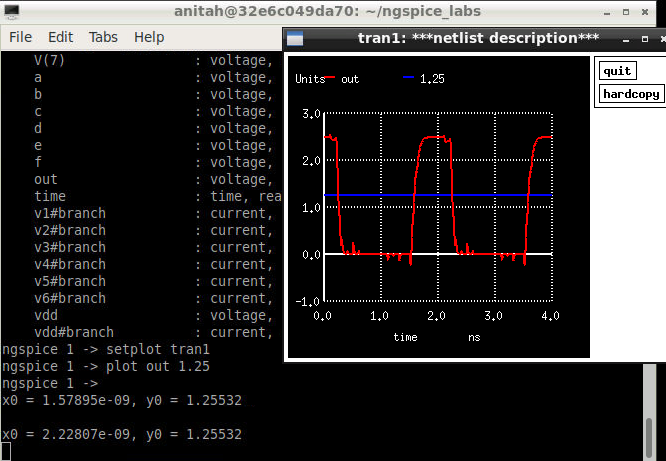 anitah@32e6c049da70: ~/ngspice_labs
File Edit Tabs Help
V(7) : voltage,
a : voltage,
b : voltage,
c : voltage,
d : voltage,
e : voltage,
f : voltage,
out : voltage,
time : time, rea
v1#branch : current,
v2#branch : current,
v3#branch : current,
v4#branch : current,
v5#branch : current,
v6#branch : current,
vdd : voltage,
vdd#branch : current,
ngspice 1 -> setplot tran1
ngspice 1 -> plot out 1.25
ngspice 1 ->
x0 = 1.57895e-09, y0 = 1.25532
x0 = 2.22807e-09, y0 = 1.25532
tran1: ***netlist description***
quit
hardcopy
Units out 1.25
3.0
2.0
1.0
0.0
-1.0
0.0 1.0 2.0 3.0 4.0
time ns